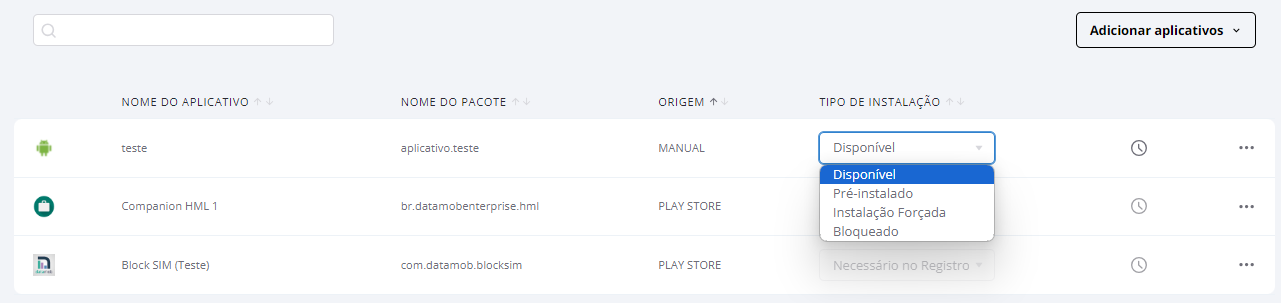 Adicionar aplicativos
NOME DO APLICATIVO NOME DO PACOTE ORIGEM TIPO DE INSTALAÇÃO
teste aplicativo.teste MANUAL Disponível
Disponível
Pré-instalado
Companion HML 1 br.datamobenterprise.hml PLAY STORE
Instalação Forçada
Bloqueado
Block SIM (Teste) com.datamob.blocksim PLAY STORE Necessário no Registro